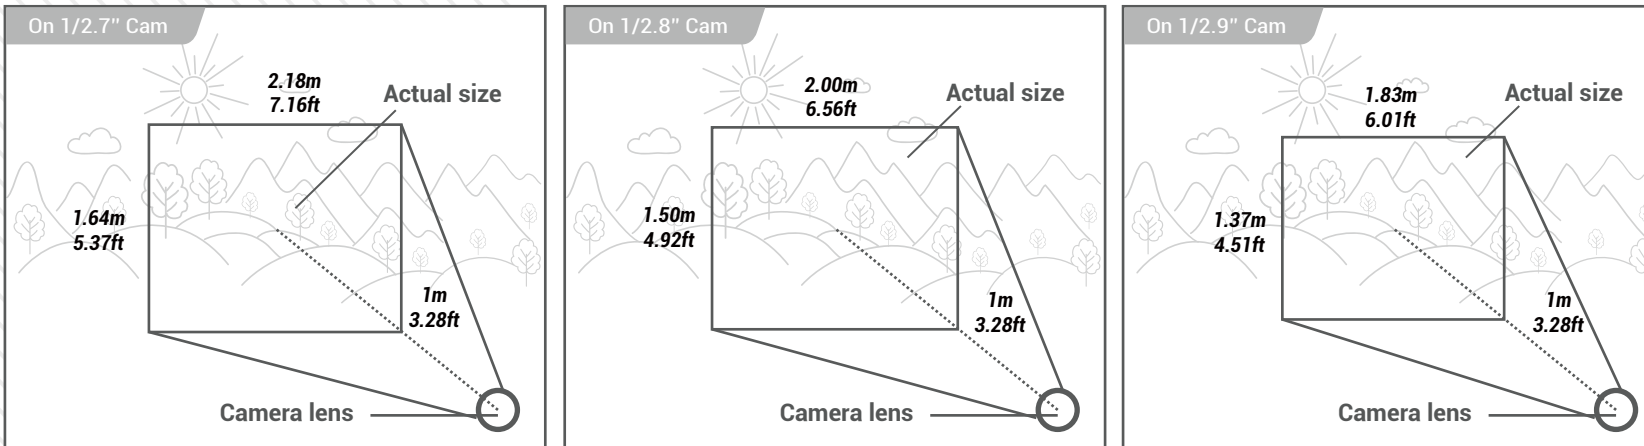 On 1/2.7" Cam
2.18m
7.16ft
Actual size
1.64m
5.37ft
1m
3.28ft
Camera lens
On 1/2.8" Cam
2.00m
6.56ft
Actual size
1.50m
4.92ft
1m
3.28ft
Camera lens
On 1/2.9" Cam
1.83m
6.01ft
Actual size
1.37m
4.51ft
1m
3.28ft
Camera lens